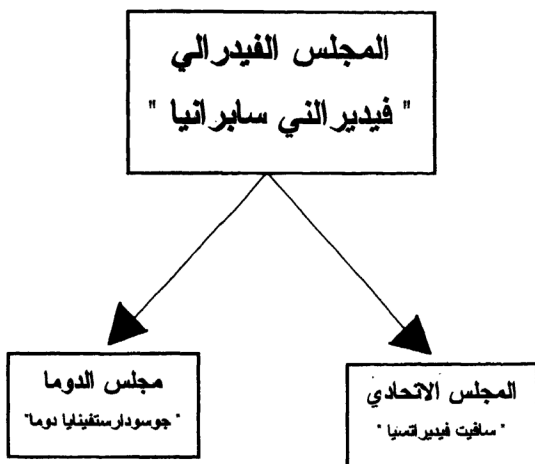 المجلس الفيدرالي
" فيديرالني سابرانيا "
المجلس الاتحادي
" سافيت فيديراتسيا "
مجلس الدوما
" جوسودارستفينايا دوما"